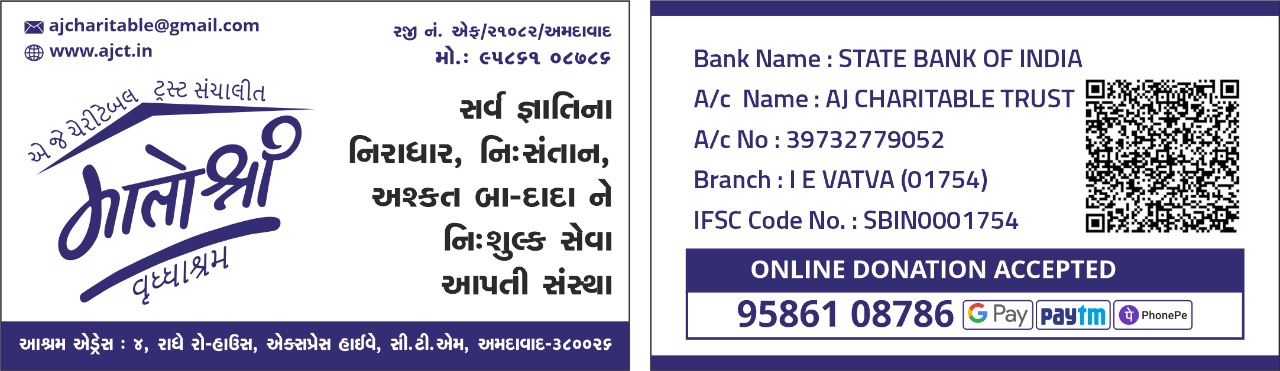 ajcharitable@gmail.com
www.ajct.in
રજી નં. એફ/૨૧૦૮૨/અમદાવાદ
મો.: ૯૫૮૬૧ ૦૮૭૮૬
એ જે ચેરીટેબલ ટ્રસ્ટ સંચાલીત
માતોશ્રી
વૃધ્ધાશ્રમ
સર્વ જ્ઞાતિના
નિરાધાર, નિઃસંતાન,
અશ્કત બા-દાદા ને
નિઃશુલ્ક સેવા
આપતી સંસ્થા
આશ્રમ એડ્રેસ : ૪, રાધે રો-હાઉસ, એક્સપ્રેસ હાઈવે, સી.ટી.એમ, અમદાવાદ-૩૮૦૦૨૬
Bank Name : STATE BANK OF INDIA
A/c Name : AJ CHARITABLE TRUST
A/c No : 39732779052
Branch : I E VATVA (01754)
IFSC Code No. : SBIN0001754
ONLINE DONATION ACCEPTED
95861 08786 G Pay paytm PhonePe